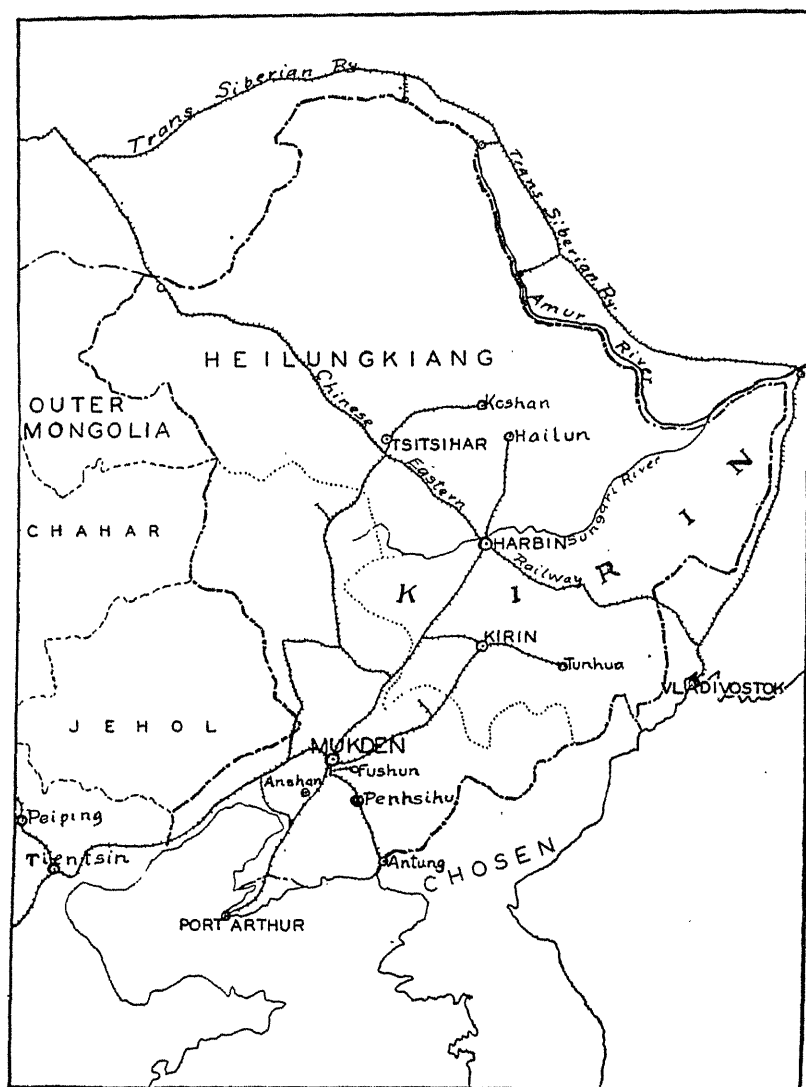 Trans Siberian Ry
Trans Siberian Ry.
Amur River
HEILUNGKIANG
Chinese Eastern Railway
OUTER
MONGOLIA
Koshan
TSITSIHAR
Hailun
CHAHAR
HARBIN
Sungari River
KIRIN
KIRIN
Tunhua
VLADIVOSTOK
JEHOL
MUKDEN
Fushun
Anshan
Penhsihu
Peiping
Tientsin
Antung
CHOSEN
PORT ARTHUR